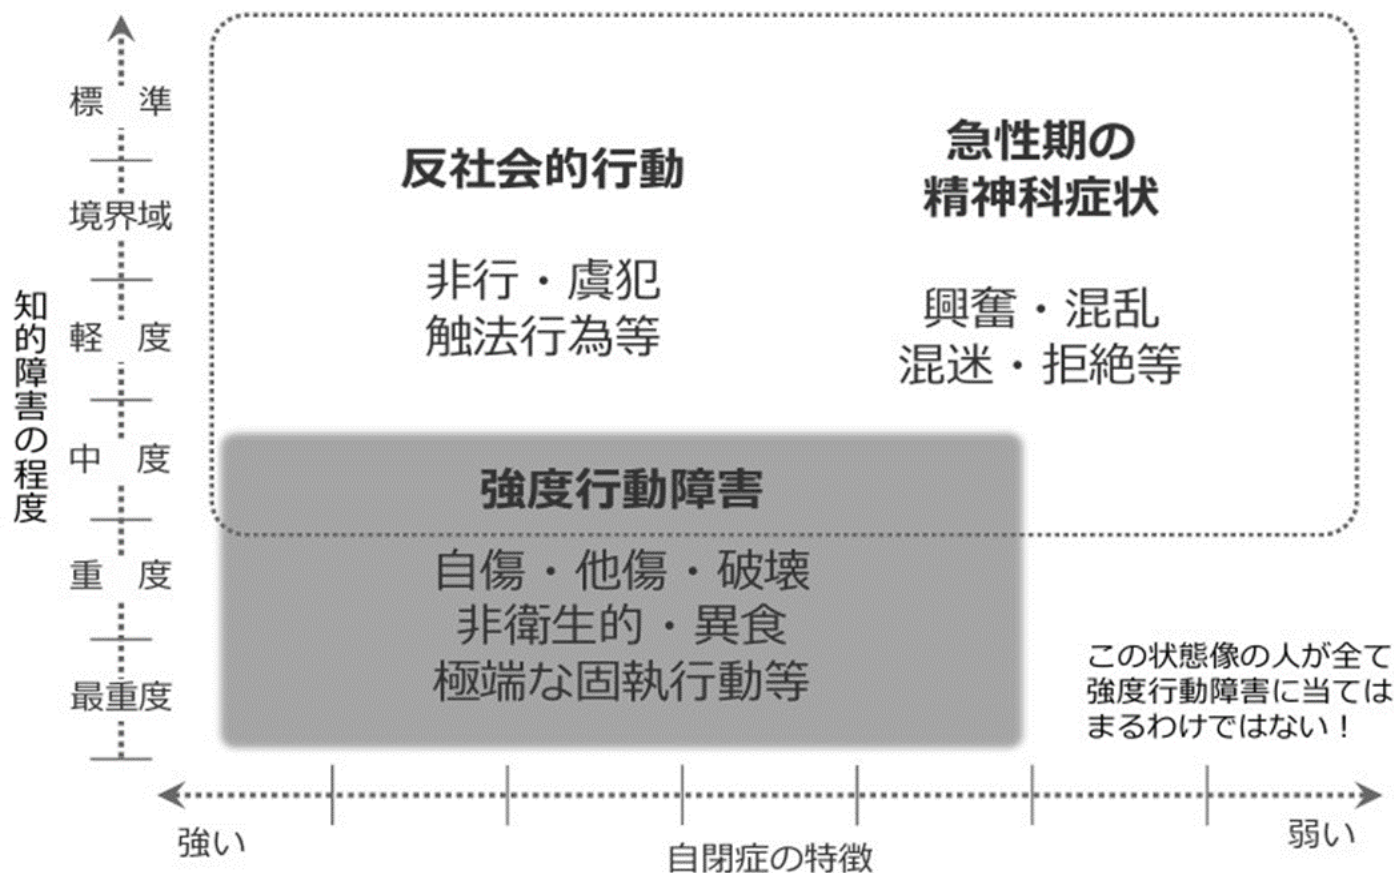 標 準
境界域
軽 度
中 度
重 度
最重度
知的障害の程度
反社会的行動
非行・虞犯
触法行為等
急性期の
精神科症状
興奮・混乱
混迷・拒絶等
強度行動障害
自傷・他傷・破壊
非衛生的・異食
極端な固執行動等
この状態像の人が全て
強度行動障害に当ては
まるわけではない！
強い
自閉症の特徴
弱い